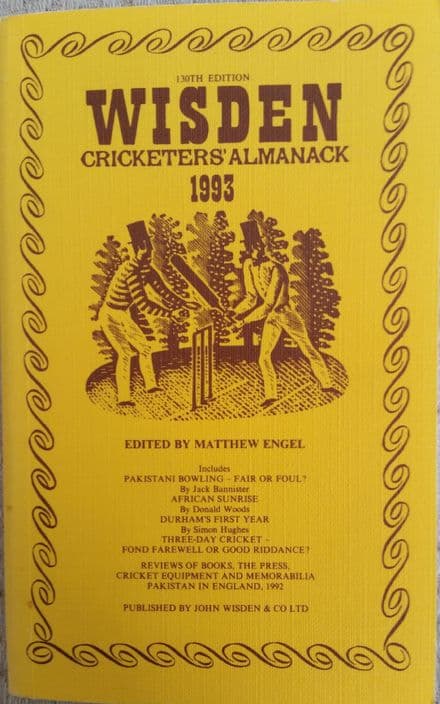 130TH EDITION
WISDEN
CRICKETERS' ALMANACK
1993
EDITED BY MATTHEW ENGEL
Includes
PAKISTANI BOWLING – FAIR OR FOUL?
By Jack Bannister
AFRICAN SUNRISE
By Donald Woods
DURHAM'S FIRST YEAR
By Simon Hughes
THREE-DAY CRICKET –
FOND FAREWELL OR GOOD RIDDANCE?
REVIEWS OF BOOKS, THE PRESS,
CRICKET EQUIPMENT AND MEMORABILIA
PAKISTAN IN ENGLAND, 1992
PUBLISHED BY JOHN WISDEN & CO LTD